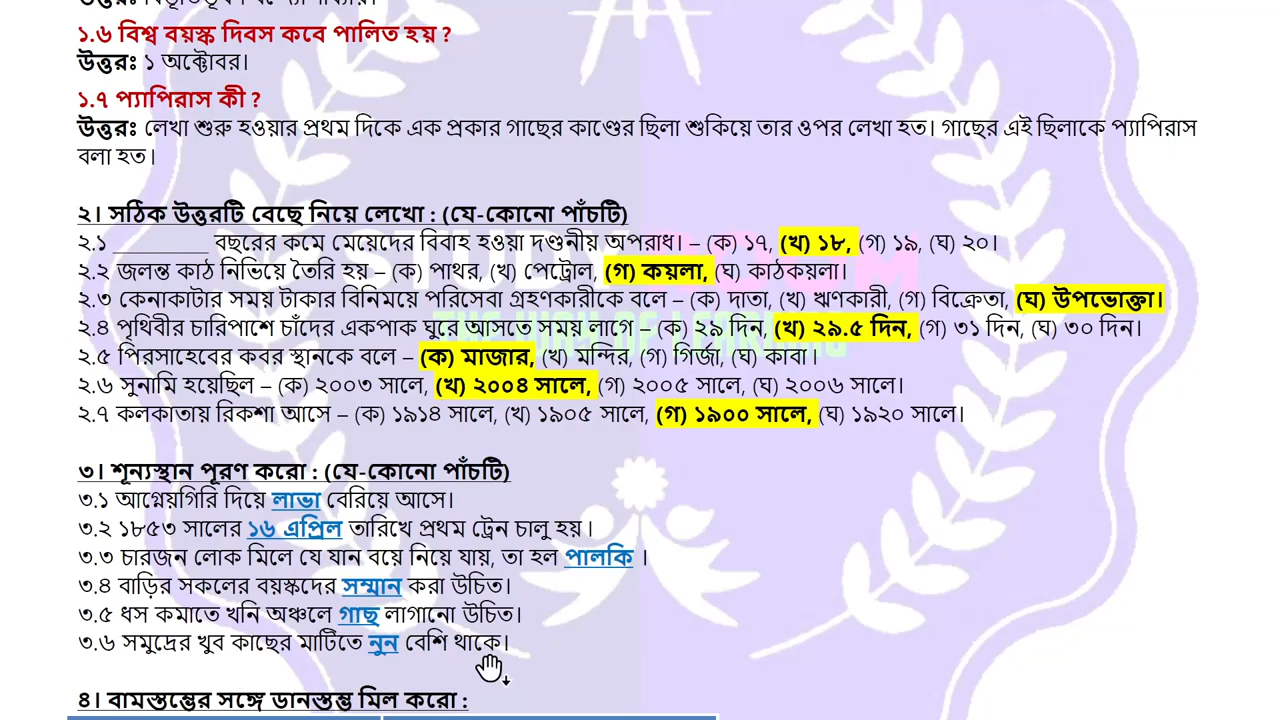 ১.৬ বিশ্ব বয়স্ক দিবস কবে পালিত হয় ?
উত্তরঃ ১ অক্টোবর।
১.৭ প্যাপিরাস কী ?
উত্তরঃ লেখা শুরু হওয়ার প্রথম দিকে এক প্রকার গাছের কাণ্ডের ছিলা শুকিয়ে তার ওপর লেখা হত। গাছের এই ছিলাকে প্যাপিরাস
বলা হত।
২। সঠিক উত্তরটি বেছে নিয়ে লেখো : (যে-কোনো পাঁচটি)
২.১ _________ বছরের কমে মেয়েদের বিবাহ হওয়া দণ্ডনীয় অপরাধ। – (ক) ১৭, (খ) ১৮, (গ) ১৯, (ঘ) ২০।
২.২ জলন্ত কাঠ নিভিয়ে তৈরি হয় – (ক) পাথর, (খ) পেট্রোল, (গ) কয়লা, (ঘ) কাঠকয়লা।
২.৩ কেনাকাটার সময় টাকার বিনিময়ে পরিসেবা গ্রহণকারীকে বলে – (ক) দাতা, (খ) ঋণকারী, (গ) বিক্রেতা, (ঘ) উপভোক্তা।
২.৪ পৃথিবীর চারিপাশে চাঁদের একপাক ঘুরে আসতে সময় লাগে – (ক) ২৯ দিন, (খ) ২৯.৫ দিন, (গ) ৩১ দিন, (ঘ) ৩০ দিন।
২.৫ পিরসাহেবের কবর স্থানকে বলে – (ক) মাজার, (খ) মন্দির, (গ) গির্জা, (ঘ) কাবা।
২.৬ সুনামি হয়েছিল – (ক) ২০০৩ সালে, (খ) ২০০৪ সালে, (গ) ২০০৫ সালে, (ঘ) ২০০৬ সালে।
২.৭ কলকাতায় রিকশা আসে – (ক) ১৯১৪ সালে, (খ) ১৯০৫ সালে, (গ) ১৯০০ সালে, (ঘ) ১৯২০ সালে।
৩। শূন্যস্থান পূরণ করো : (যে-কোনো পাঁচটি)
৩.১ আগ্নেয়গিরি দিয়ে লাভা বেরিয়ে আসে।
৩.২ ১৮৫৩ সালের ১৬ এপ্রিল তারিখে প্রথম ট্রেন চালু হয়।
৩.৩ চারজন লোক মিলে যে যান বয়ে নিয়ে যায়, তা হল পালকি ।
৩.৪ বাড়ির সকলের বয়স্কদের সম্মান করা উচিত।
৩.৫ ধস কমাতে খনি অঞ্চলে গাছ লাগানো উচিত।
৩.৬ সমুদ্রের খুব কাছের মাটিতে নুন বেশি থাকে।
৪। বামস্তম্ভের সঙ্গে ডানস্তম্ভ মিল করো :